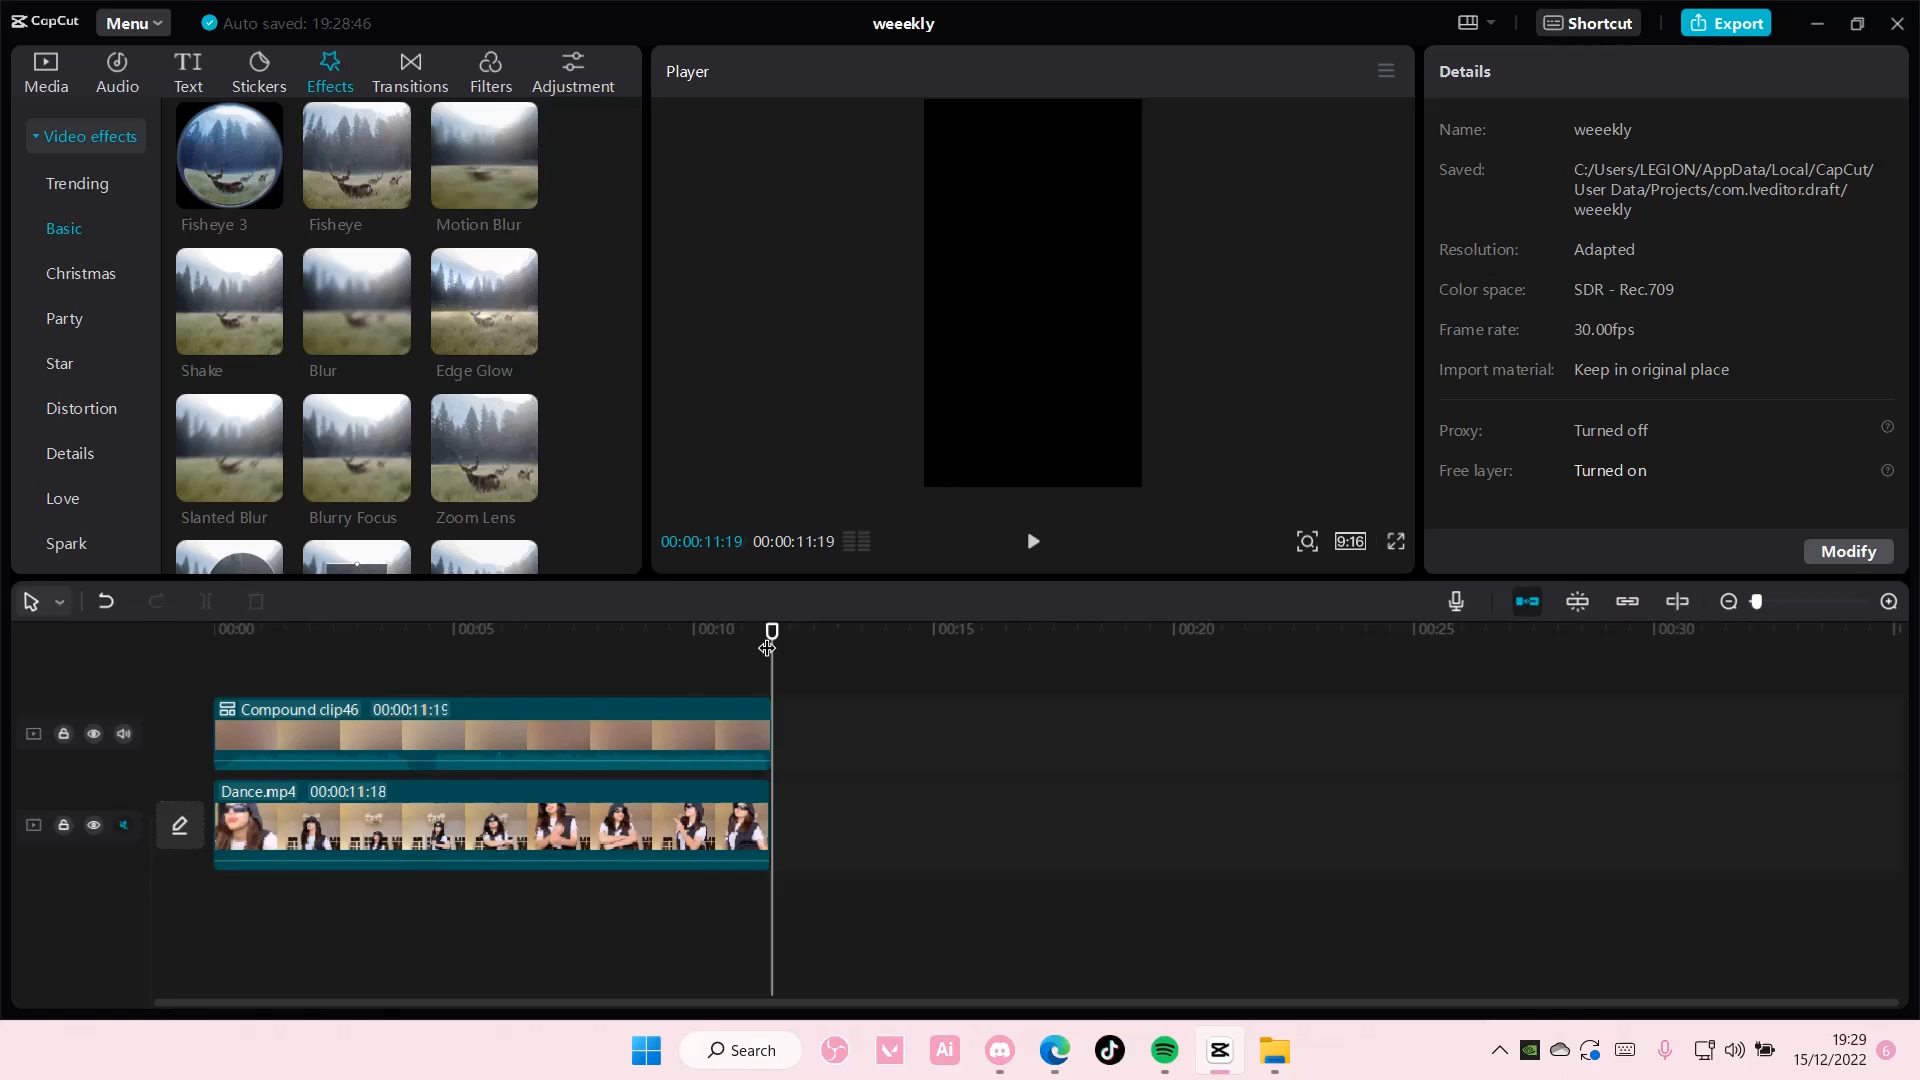 CapCut
Menu
Auto saved: 19:28:46
weeekly
Shortcut
Export
Media
Audio
Text
Stickers
Effects
Transitions
Filters
Adjustment
Video effects
Trending
Basic
Christmas
Party
Star
Distortion
Details
Love
Spark
Fisheye 3
Fisheye
Motion Blur
Shake
Blur
Edge Glow
Slanted Blur
Blurry Focus
Zoom Lens
Player
00:00:11:19 00:00:11:19
9:16
Details
Name: weeekly
Saved: C:/Users/LEGION/AppData/Local/CapCut/
User Data/Projects/com.lveditor.draft/
weeekly
Resolution: Adapted
Color space: SDR - Rec.709
Frame rate: 30.00fps
Import material: Keep in original place
Proxy: Turned off
Free layer: Turned on
Modify
00:00 00:05 00:10 00:15 00:20 00:25 00:30
Compound clip46 00:00:11:19
Dance.mp4 00:00:11:18
Search
Ai
19:29
15/12/2022
6